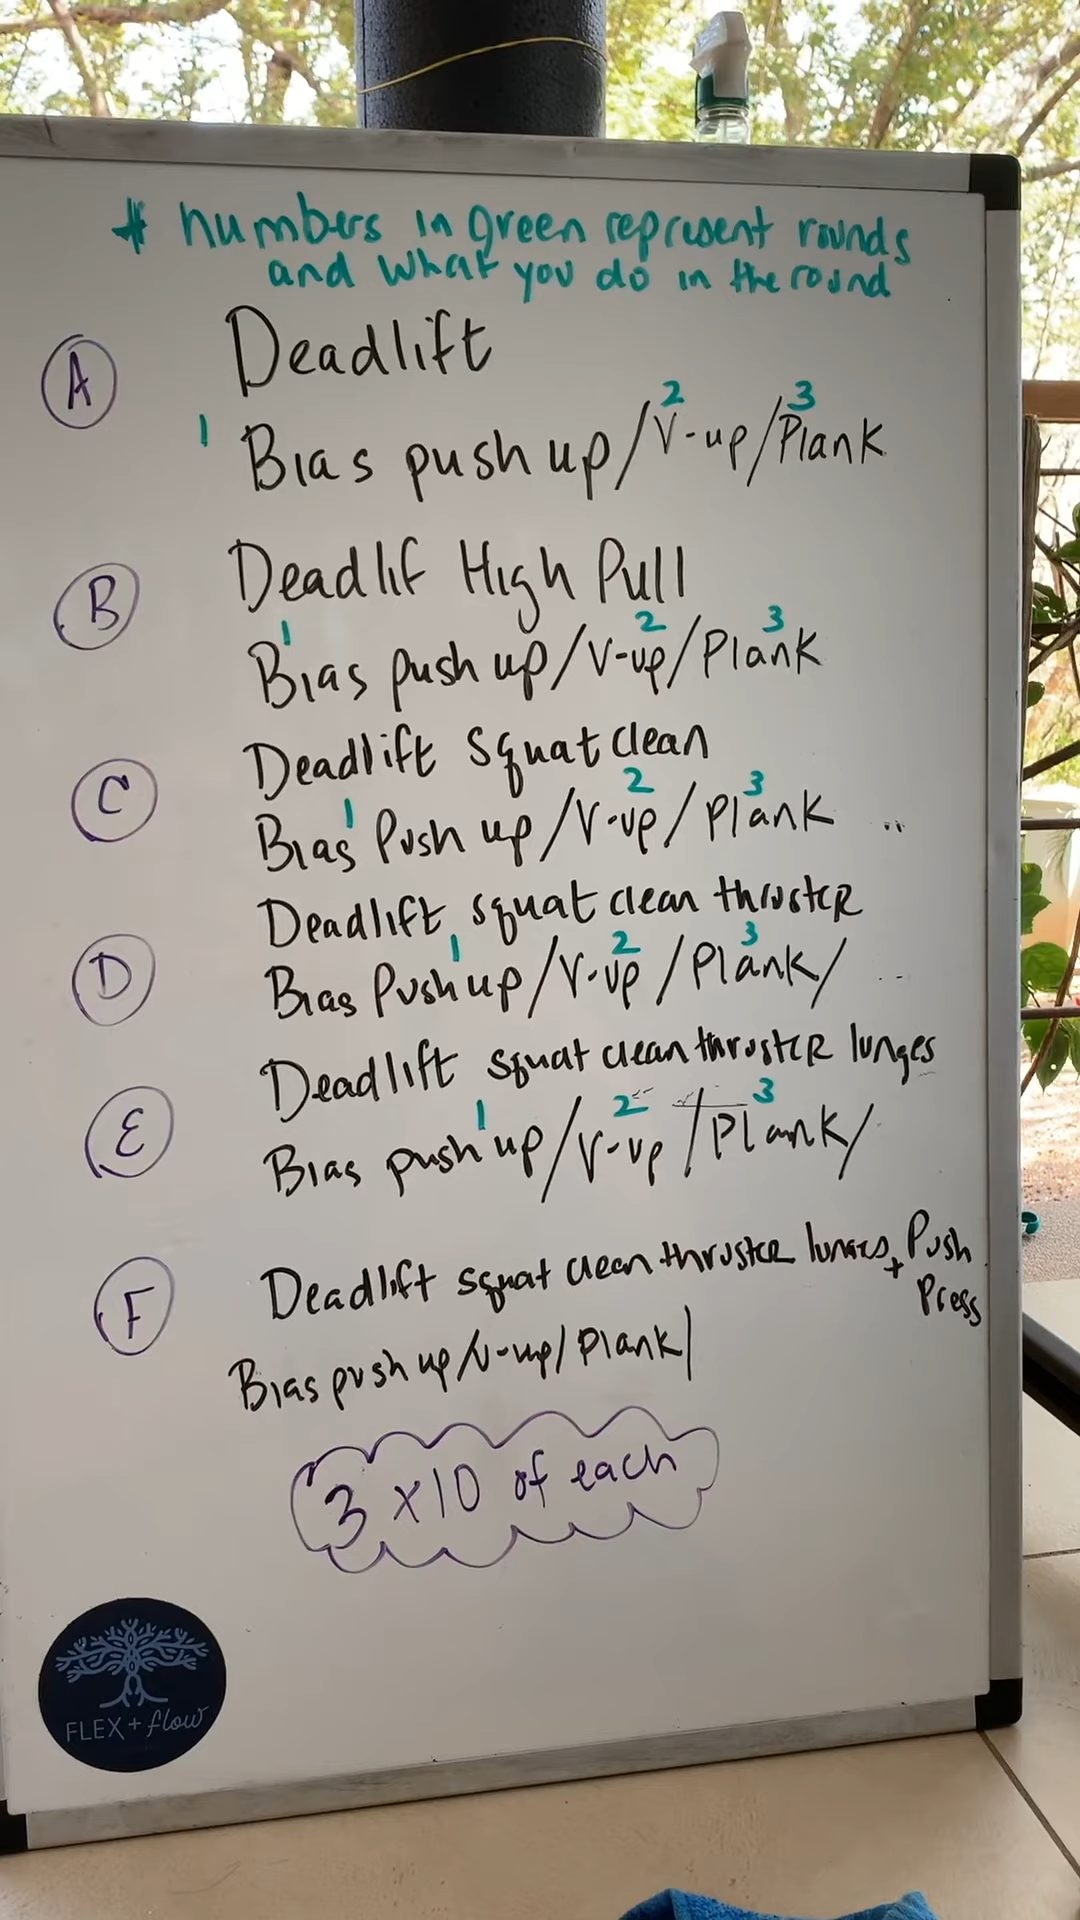 * numbers in green represent rounds
and what you do in the round
A Deadlift
1 2 3
Bias push up/V-up/Plank
B Deadlif High Pull
1 2 3
Bias push up/V-up/Plank
C Deadlift Squat clean
1 2 3
Bias Push up/V-up/Plank
D Deadlift squat clean thruster
1 2 3
Bias Push up/V-up/Plank/
E Deadlift squat clean thruster lunges
1 2 3
Bias push up/V-up/Plank/
F Deadlift squat clean thruster lunges + Push
Press
Bias push up/V-up/Plank/
3 x10 of each
FLEX + flow